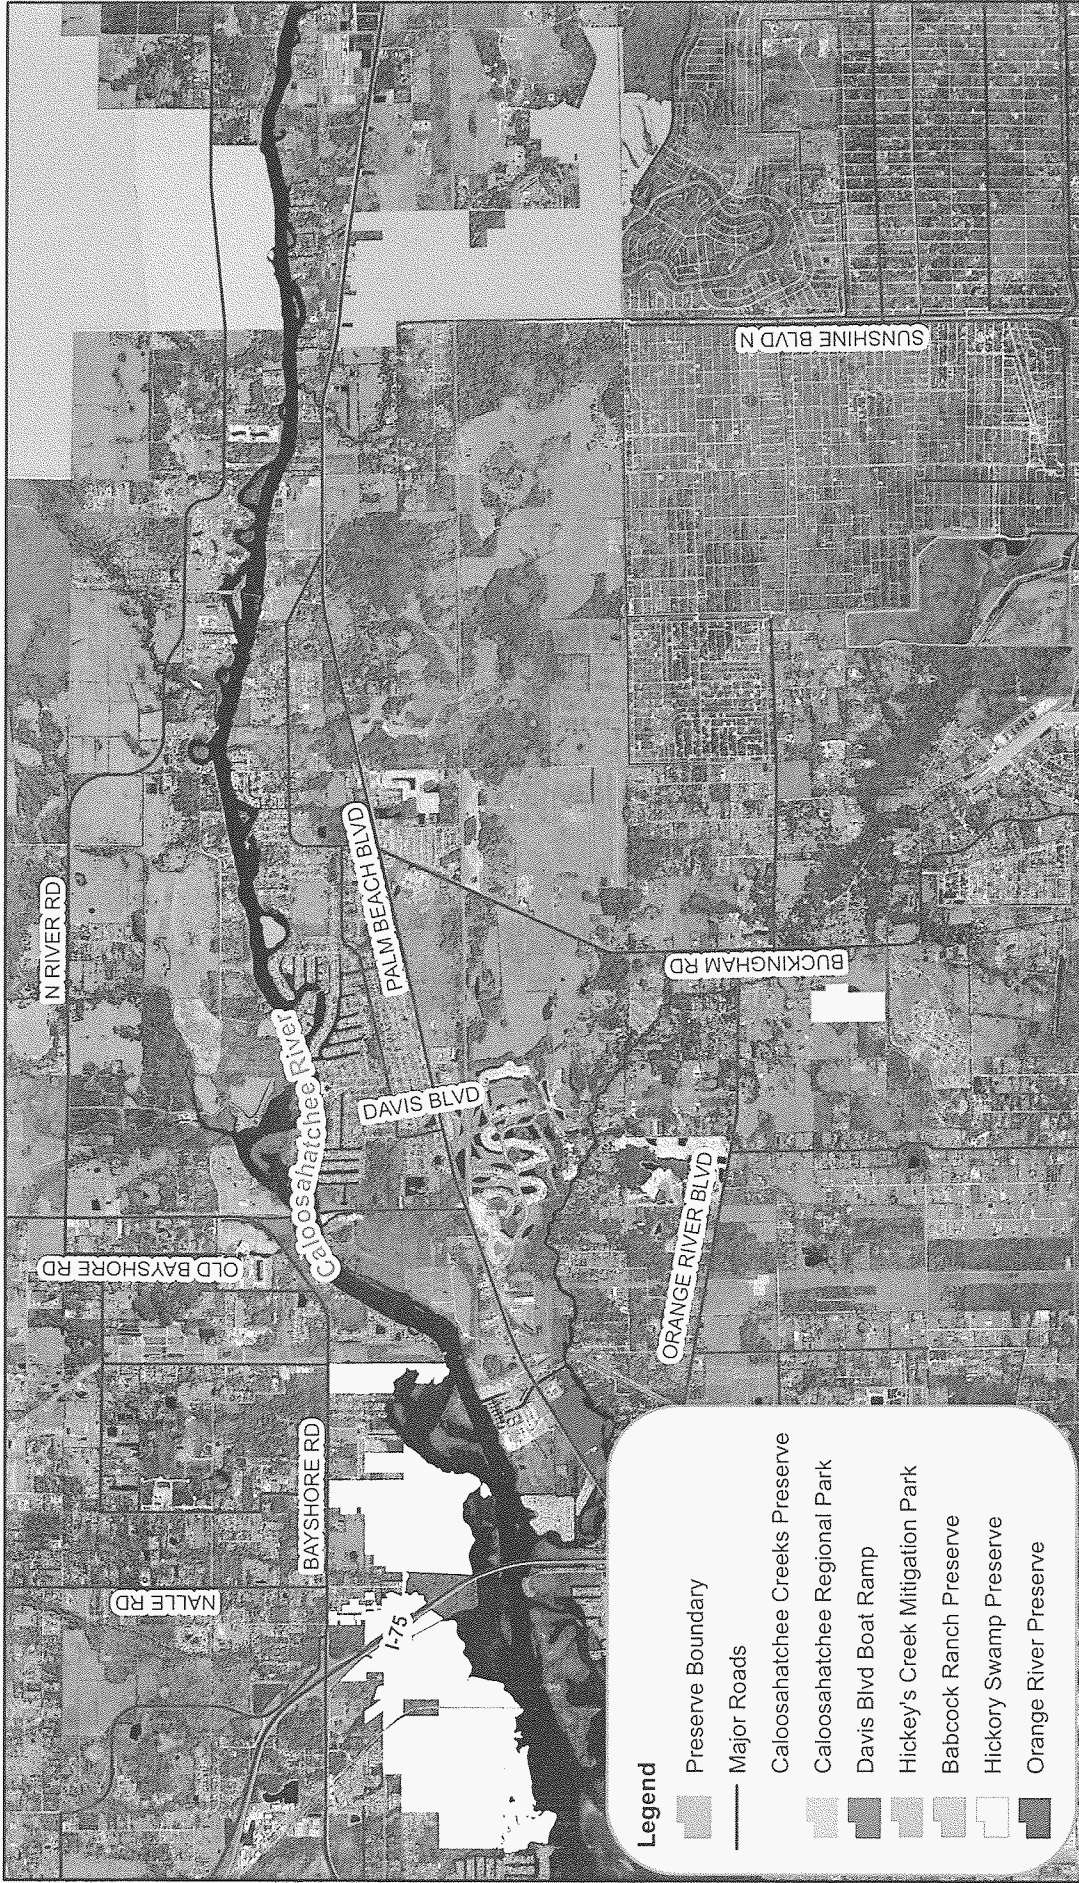 N RIVER RD
OLD BAYSHORE RD
NALLE RD
BAYSHORE RD
I-75
Caloosahatchee River
PALM BEACH BLVD
DAVIS BLVD
ORANGE RIVER BLVD
BUCKINGHAM RD
SUNSHINE BLVD N
Legend
Preserve Boundary
Major Roads
Caloosahatchee Creeks Preserve
Caloosahatchee Regional Park
Davis Blvd Boat Ramp
Hickey's Creek Mitigation Park
Babcock Ranch Preserve
Hickory Swamp Preserve
Orange River Preserve